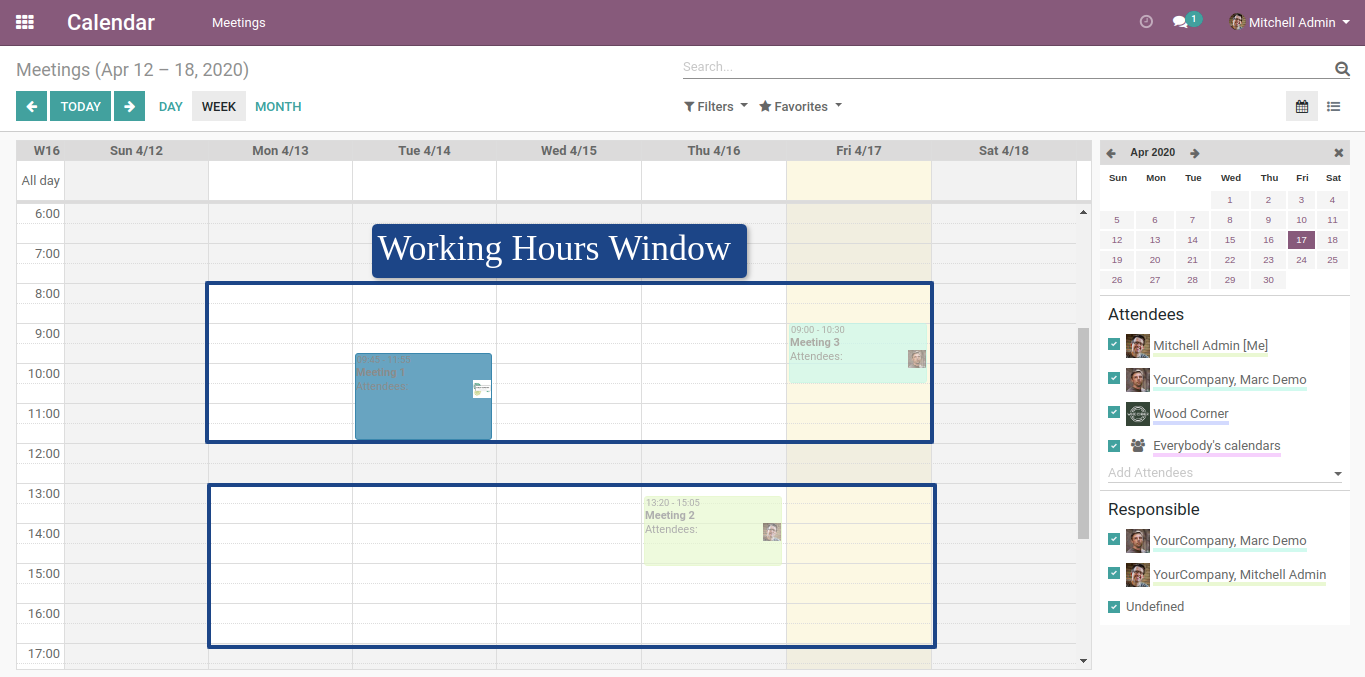 Calendar
Meetings
1
Mitchell Admin
Meetings (Apr 12 – 18, 2020)
Search...
TODAY
DAY
WEEK
MONTH
Filters
Favorites
W16 Sun 4/12 Mon 4/13 Tue 4/14 Wed 4/15 Thu 4/16 Fri 4/17 Sat 4/18
All day
6:00
7:00
Working Hours Window
8:00
9:00
09:00 - 10:30
Meeting 3
Attendees:
10:00
Meeting 1
Attendees:
11:00
12:00
13:00
13:20 - 15:05
Meeting 2
Attendees:
14:00
15:00
16:00
17:00
Apr 2020
Sun Mon Tue Wed Thu Fri Sat
1 2 3 4
5 6 7 8 9 10 11
12 13 14 15 16 17 18
19 20 21 22 23 24 25
26 27 28 29 30
Attendees
Mitchell Admin [Me]
YourCompany, Marc Demo
Wood Corner
Everybody's calendars
Add Attendees
Responsible
YourCompany, Marc Demo
YourCompany, Mitchell Admin
Undefined